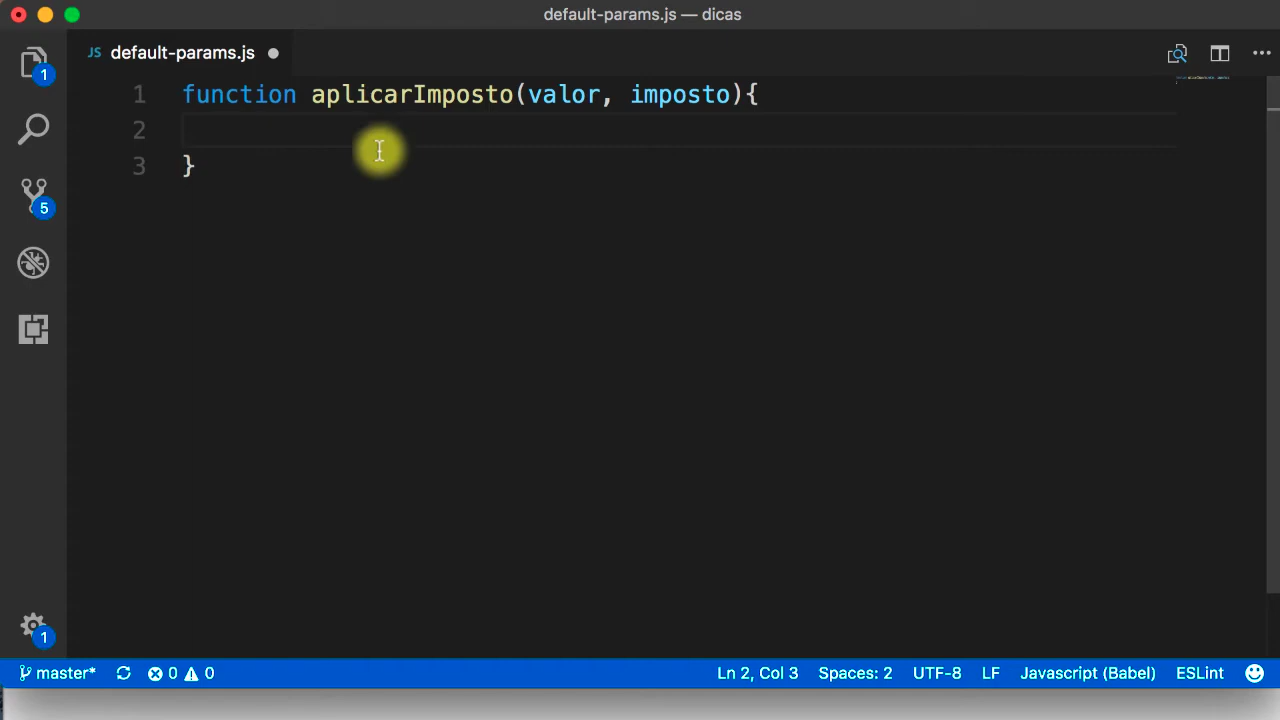 default-params.js — dicas
JS default-params.js
1 function aplicarImposto(valor, imposto){
2
3 }
1
5
1
master* 0 0 Ln 2, Col 3 Spaces: 2 UTF-8 LF Javascript (Babel) ESLint